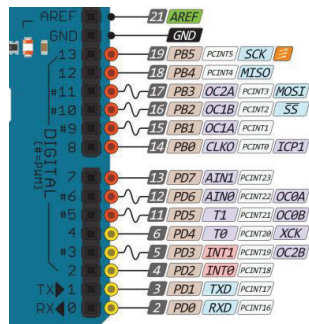 AREF 21 AREF
GND GND
13 19 PB5 PCINT5 SCK
12 18 PB4 PCINT4 MISO
#11 17 PB3 OC2A PCINT3 MOSI
#10 16 PB2 OC1B PCINT2 SS
#9 15 PB1 OC1A PCINT1
8 14 PB0 CLKO PCINT0 ICP1
DIGITAL
(#=PWM)
7 13 PD7 AIN1 PCINT23
#6 12 PD6 AIN0 PCINT22 OC0A
#5 11 PD5 T1 PCINT21 OC0B
4 6 PD4 T0 PCINT20 XCK
#3 5 PD3 INT1 PCINT19 OC2B
2 4 PD2 INT0 PCINT18
TX 1 3 PD1 TXD PCINT17
RX 0 2 PD0 RXD PCINT16